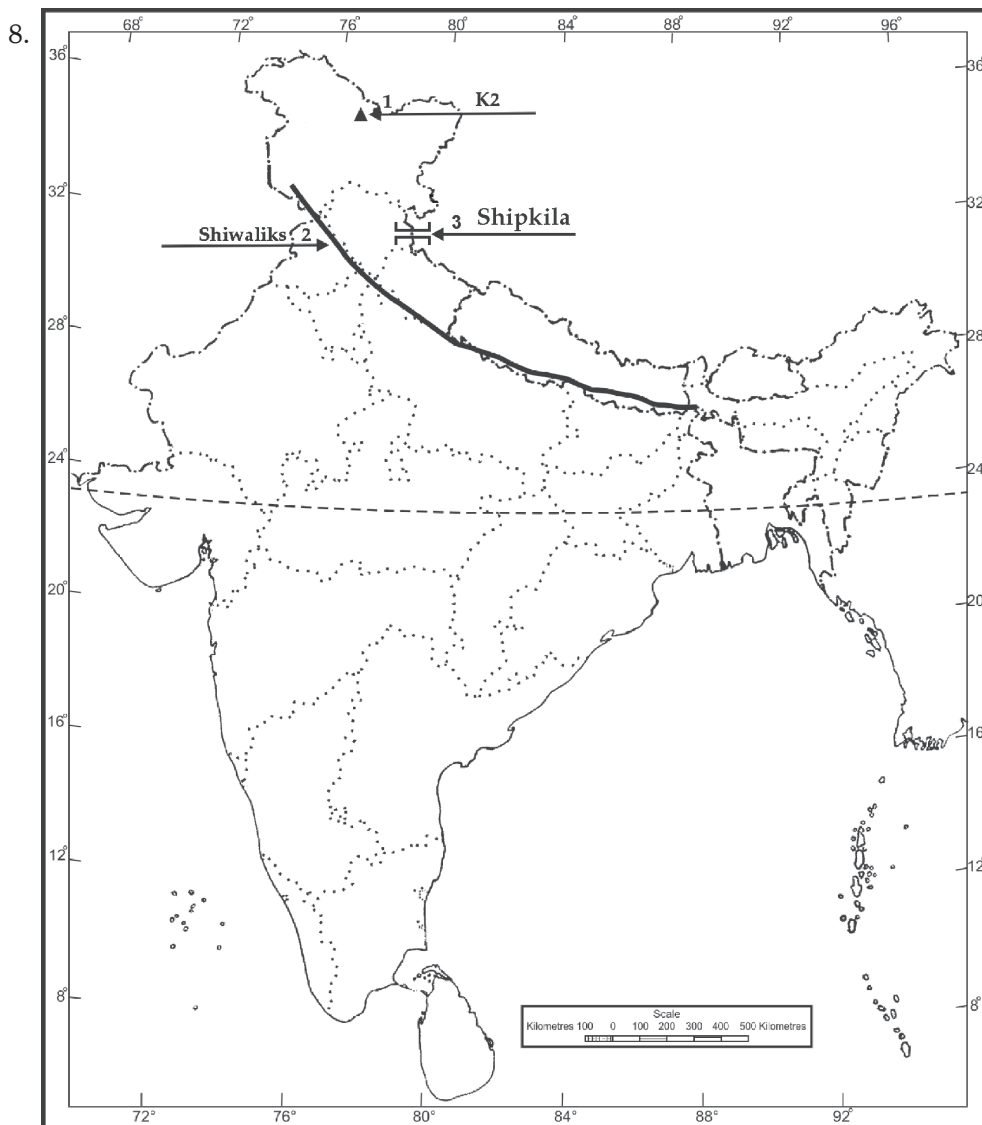 8.
68° 72° 76° 80° 84° 88° 92° 96°
36° 36
1 K2
32° 32
3 Shipkila
Shiwaliks 2
28° 28
24° 24
20° 20
16° 16
12° 12
8° 8°
Scale
Kilometres 100 0 100 200 300 400 500 Kilometres
72° 76° 80° 84° 88° 92°